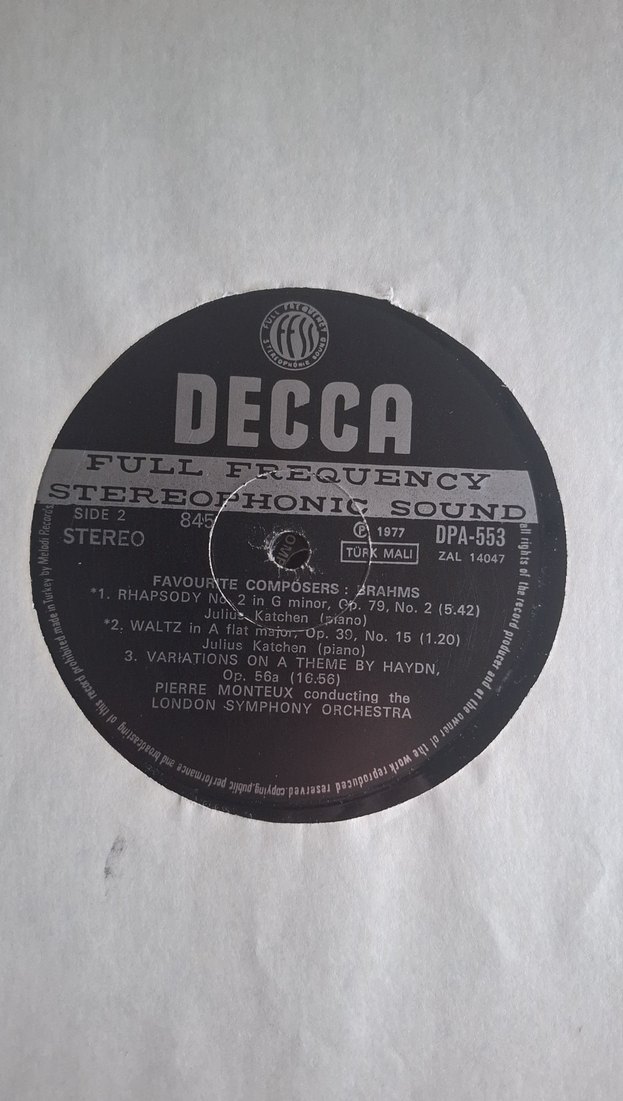 FULL FREQUENCY
FFSS
STEREOPHONIC SOUND
DECCA
FULL FREQUENCY
STEREOPHONIC SOUND
SIDE 2
845
STEREO
Ⓟ 1977
TÜRK MALI
DPA-553
ZAL 14047
FAVOURITE COMPOSERS : BRAHMS
*1. RHAPSODY No. 2 in G minor, Op. 79, No. 2 (5.42)
Julius Katchen (piano)
*2. WALTZ in A flat major, Op. 39, No. 15 (1.20)
Julius Katchen (piano)
3. VARIATIONS ON A THEME BY HAYDN,
Op. 56a (16.56)
PIERRE MONTEUX conducting the
LONDON SYMPHONY ORCHESTRA
all rights of the record producer and of the owner of the work reproduced reserved.copying,public performance and broadcasting of this record prohibited made in Turkey by Melodi Records